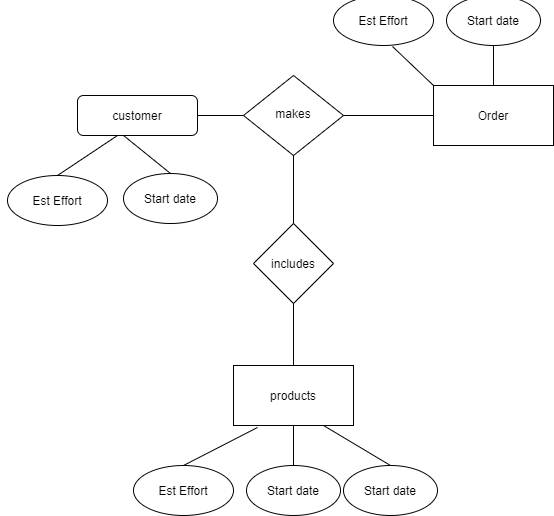 Est Effort
Start date
customer
makes
Order
Est Effort
Start date
includes
products
Est Effort
Start date
Start date